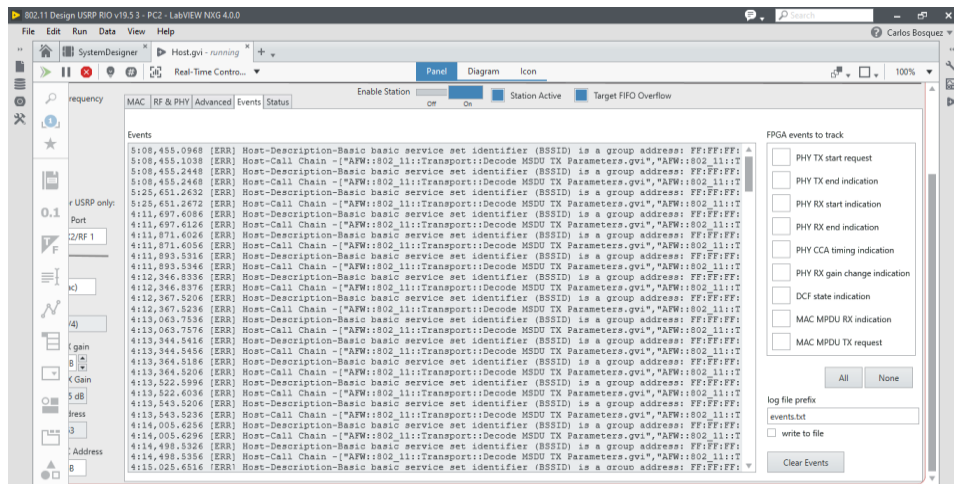 802.11 Design USRP RIO v19.5 3 - PC2 - LabVIEW NXG 4.0.0
Search
File Edit Run Data View Help
Carlos Bosquez
SystemDesigner
Host.gvi - running
Real-Time Contro...
Panel Diagram Icon
100%
requency
MAC RF & PHY Advanced Events Status
Enable Station
Off On
Station Active
Target FIFO Overflow
Events
5:08,455.0968 [ERR] Host-Description-Basic basic service set identifier (BSSID) is a group address: FF:FF:FF:
5:08,455.1038 [ERR] Host-Call Chain -["AFW::802_11::Transport::Decode MSDU TX Parameters.gvi","AFW::802_11::T
5:08,455.2448 [ERR] Host-Description-Basic basic service set identifier (BSSID) is a group address: FF:FF:FF:
5:08,455.2468 [ERR] Host-Call Chain -["AFW::802_11::Transport::Decode MSDU TX Parameters.gvi","AFW::802_11::T
5:25,651.2632 [ERR] Host-Description-Basic basic service set identifier (BSSID) is a group address: FF:FF:FF:
5:25,651.2672 [ERR] Host-Call Chain -["AFW::802_11::Transport::Decode MSDU TX Parameters.gvi","AFW::802_11::T
4:11,697.6086 [ERR] Host-Description-Basic basic service set identifier (BSSID) is a group address: FF:FF:FF:
4:11,697.6126 [ERR] Host-Call Chain -["AFW::802_11::Transport::Decode MSDU TX Parameters.gvi","AFW::802_11::T
4:11,871.6026 [ERR] Host-Description-Basic basic service set identifier (BSSID) is a group address: FF:FF:FF:
4:11,871.6056 [ERR] Host-Call Chain -["AFW::802_11::Transport::Decode MSDU TX Parameters.gvi","AFW::802_11::T
4:11,893.5316 [ERR] Host-Description-Basic basic service set identifier (BSSID) is a group address: FF:FF:FF:
4:11,893.5346 [ERR] Host-Call Chain -["AFW::802_11::Transport::Decode MSDU TX Parameters.gvi","AFW::802_11::T
4:12,346.8336 [ERR] Host-Description-Basic basic service set identifier (BSSID) is a group address: FF:FF:FF:
4:12,346.8376 [ERR] Host-Call Chain -["AFW::802_11::Transport::Decode MSDU TX Parameters.gvi","AFW::802_11::T
4:12,367.5206 [ERR] Host-Description-Basic basic service set identifier (BSSID) is a group address: FF:FF:FF:
4:12,367.5236 [ERR] Host-Call Chain -["AFW::802_11::Transport::Decode MSDU TX Parameters.gvi","AFW::802_11::T
4:13,063.7536 [ERR] Host-Description-Basic basic service set identifier (BSSID) is a group address: FF:FF:FF:
4:13,063.7576 [ERR] Host-Call Chain -["AFW::802_11::Transport::Decode MSDU TX Parameters.gvi","AFW::802_11::T
4:13,344.5416 [ERR] Host-Description-Basic basic service set identifier (BSSID) is a group address: FF:FF:FF:
4:13,344.5456 [ERR] Host-Call Chain -["AFW::802_11::Transport::Decode MSDU TX Parameters.gvi","AFW::802_11::T
4:13,364.5186 [ERR] Host-Description-Basic basic service set identifier (BSSID) is a group address: FF:FF:FF:
4:13,364.5206 [ERR] Host-Call Chain -["AFW::802_11::Transport::Decode MSDU TX Parameters.gvi","AFW::802_11::T
4:13,522.5996 [ERR] Host-Description-Basic basic service set identifier (BSSID) is a group address: FF:FF:FF:
4:13,522.6036 [ERR] Host-Call Chain -["AFW::802_11::Transport::Decode MSDU TX Parameters.gvi","AFW::802_11::T
4:13,543.5206 [ERR] Host-Description-Basic basic service set identifier (BSSID) is a group address: FF:FF:FF:
4:13,543.5236 [ERR] Host-Call Chain -["AFW::802_11::Transport::Decode MSDU TX Parameters.gvi","AFW::802_11::T
4:14,005.6256 [ERR] Host-Description-Basic basic service set identifier (BSSID) is a group address: FF:FF:FF:
4:14,005.6296 [ERR] Host-Call Chain -["AFW::802_11::Transport::Decode MSDU TX Parameters.gvi","AFW::802_11::T
4:14,498.5326 [ERR] Host-Description-Basic basic service set identifier (BSSID) is a group address: FF:FF:FF:
4:14,498.5356 [ERR] Host-Call Chain -["AFW::802_11::Transport::Decode MSDU TX Parameters.gvi","AFW::802_11::T
4:15.025.6516 [ERR] Host-Description-Basic basic service set identifier (BSSID) is a group address: FF:FF:FF:
r USRP only:
Port
2/RF 1
ac)
/4)
X gain
8
X Gain
5 dB
dress
3
C Address
B
0.1
FPGA events to track
PHY TX start request
PHY TX end indication
PHY RX start indication
PHY RX end indication
PHY CCA timing indication
PHY RX gain change indication
DCF state indication
MAC MPDU RX indication
MAC MPDU TX request
All None
log file prefix
events.txt
write to file
Clear Events